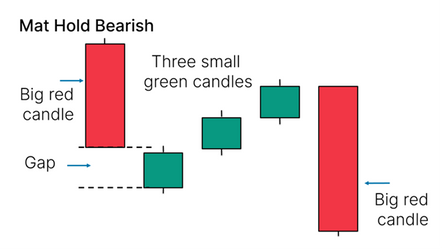 Mat Hold Bearish
Three small
green candles
Big red
candle
Gap
Big red
candle